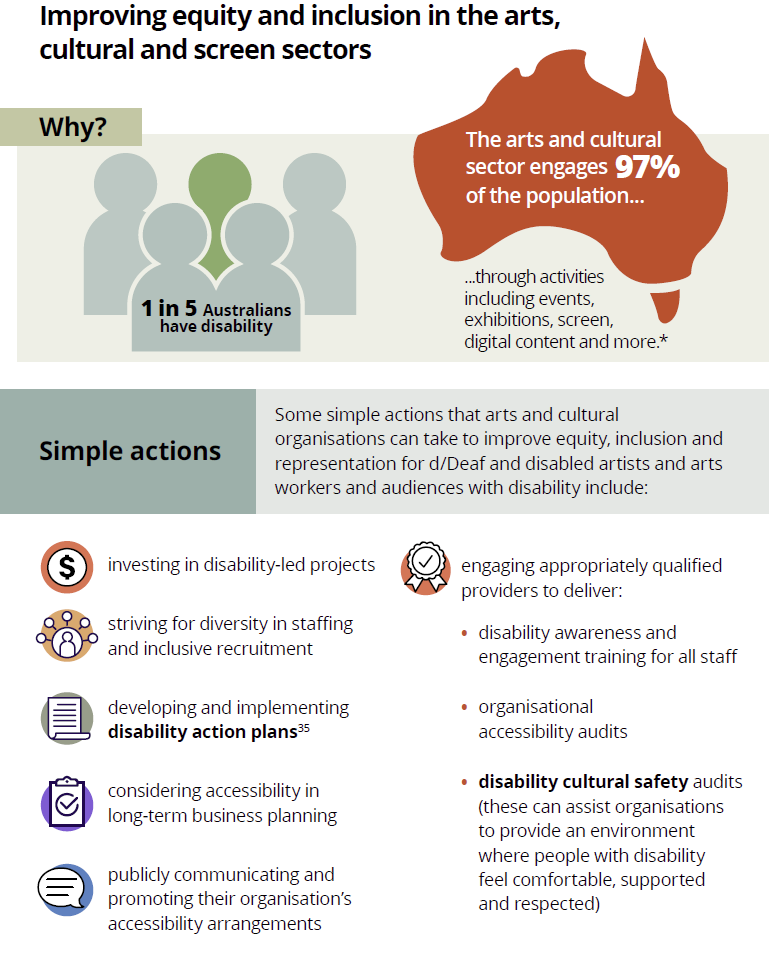 Improving equity and inclusion in the arts,
cultural and screen sectors
Why?
1 in 5 Australians
have disability
The arts and cultural
sector engages 97%
of the population...
...through activities
including events,
exhibitions, screen,
digital content and more.*
Simple actions
Some simple actions that arts and cultural
organisations can take to improve equity, inclusion and
representation for d/Deaf and disabled artists and arts
workers and audiences with disability include:
$
investing in disability-led projects
striving for diversity in staffing
and inclusive recruitment
developing and implementing
disability action plans³⁵
considering accessibility in
long-term business planning
publicly communicating and
promoting their organisation’s
accessibility arrangements
engaging appropriately qualified
providers to deliver:
• disability awareness and
engagement training for all staff
• organisational
accessibility audits
• disability cultural safety audits
(these can assist organisations
to provide an environment
where people with disability
feel comfortable, supported
and respected)